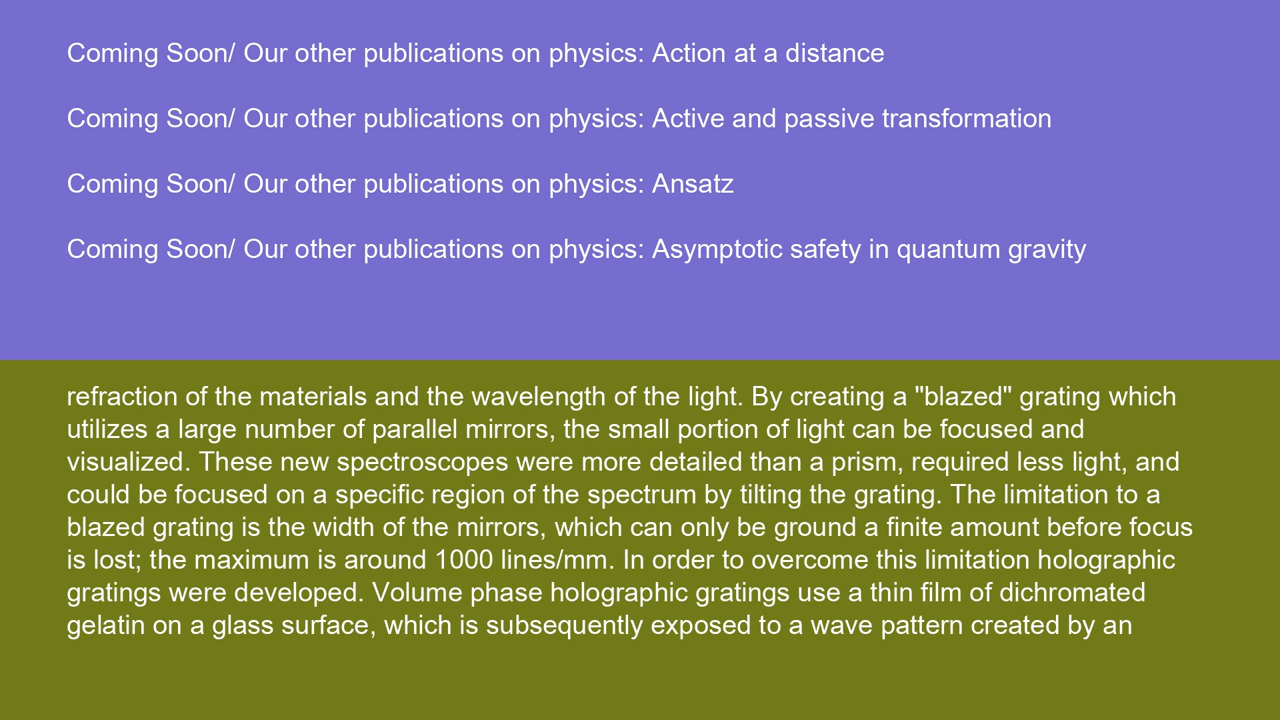 Coming Soon/ Our other publications on physics: Action at a distance
Coming Soon/ Our other publications on physics: Active and passive transformation
Coming Soon/ Our other publications on physics: Ansatz
Coming Soon/ Our other publications on physics: Asymptotic safety in quantum gravity
refraction of the materials and the wavelength of the light. By creating a "blazed" grating which
utilizes a large number of parallel mirrors, the small portion of light can be focused and
visualized. These new spectroscopes were more detailed than a prism, required less light, and
could be focused on a specific region of the spectrum by tilting the grating. The limitation to a
blazed grating is the width of the mirrors, which can only be ground a finite amount before focus
is lost; the maximum is around 1000 lines/mm. In order to overcome this limitation holographic
gratings were developed. Volume phase holographic gratings use a thin film of dichromated
gelatin on a glass surface, which is subsequently exposed to a wave pattern created by an